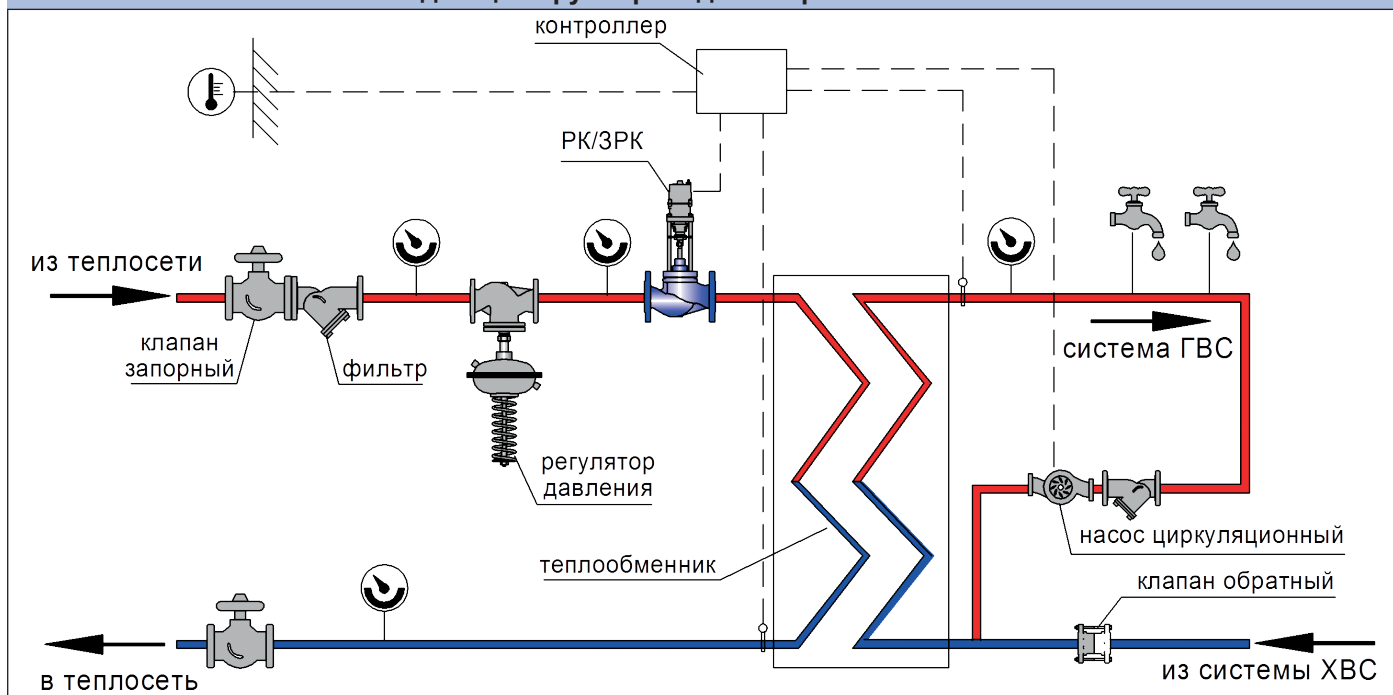 контроллер
РК/ЗРК
из теплосети
клапан
запорный
фильтр
система ГВС
регулятор
давления
насос циркуляционный
теплообменник
клапан обратный
в теплосеть
из системы ХВС